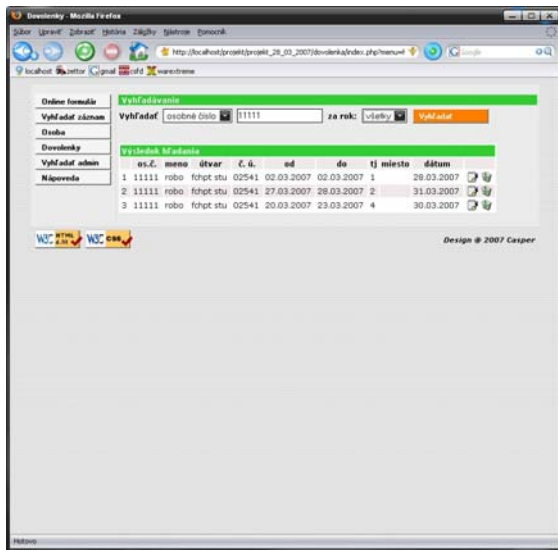 Dovolenky - Mozilla Firefox
Súbor Upraviť Zobraziť História Záložky Nástroje Pomocník
http://localhost/projekt/projekt_28_03_2007/dovolenka/index.php?menu=
Google
localhost zettor gmail csfd warextreme
Online formulár
Vyhľadať záznam
Osoba
Dovolenky
Vyhľadať admin
Nápoveda
Vyhľadávanie
Vyhľadať osobné číslo 11111 za rok: všetky Vyhľadať
Výsledok hľadania
os.č. meno útvar č. ú. od do tj miesto dátum
1 11111 robo fchpt stu 02541 02.03.2007 02.03.2007 1 28.03.2007
2 11111 robo fchpt stu 02541 27.03.2007 28.03.2007 2 31.03.2007
3 11111 robo fchpt stu 02541 20.03.2007 23.03.2007 4 30.03.2007
W3C HTML 4.01 W3C css
Design @ 2007 Casper
Hotovo